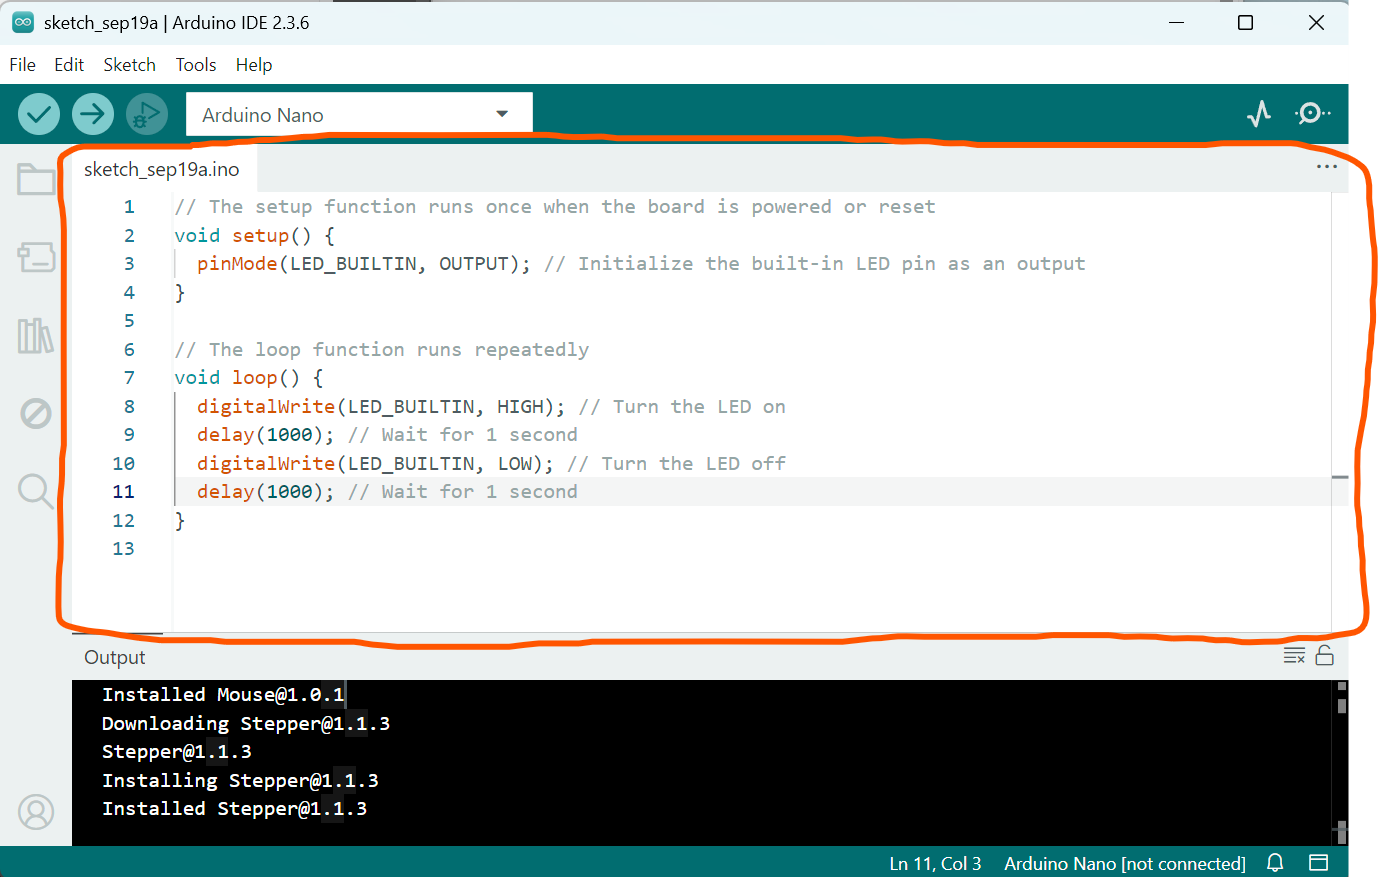 sketch_sep19a | Arduino IDE 2.3.6
File Edit Sketch Tools Help
Arduino Nano
sketch_sep19a.ino
1 // The setup function runs once when the board is powered or reset
2 void setup() {
3   pinMode(LED_BUILTIN, OUTPUT); // Initialize the built-in LED pin as an output
4 }
5
6 // The loop function runs repeatedly
7 void loop() {
8   digitalWrite(LED_BUILTIN, HIGH); // Turn the LED on
9   delay(1000); // Wait for 1 second
10   digitalWrite(LED_BUILTIN, LOW); // Turn the LED off
11   delay(1000); // Wait for 1 second
12 }
13
Output
Installed Mouse@1.0.1
Downloading Stepper@1.1.3
Stepper@1.1.3
Installing Stepper@1.1.3
Installed Stepper@1.1.3
Ln 11, Col 3 Arduino Nano [not connected]